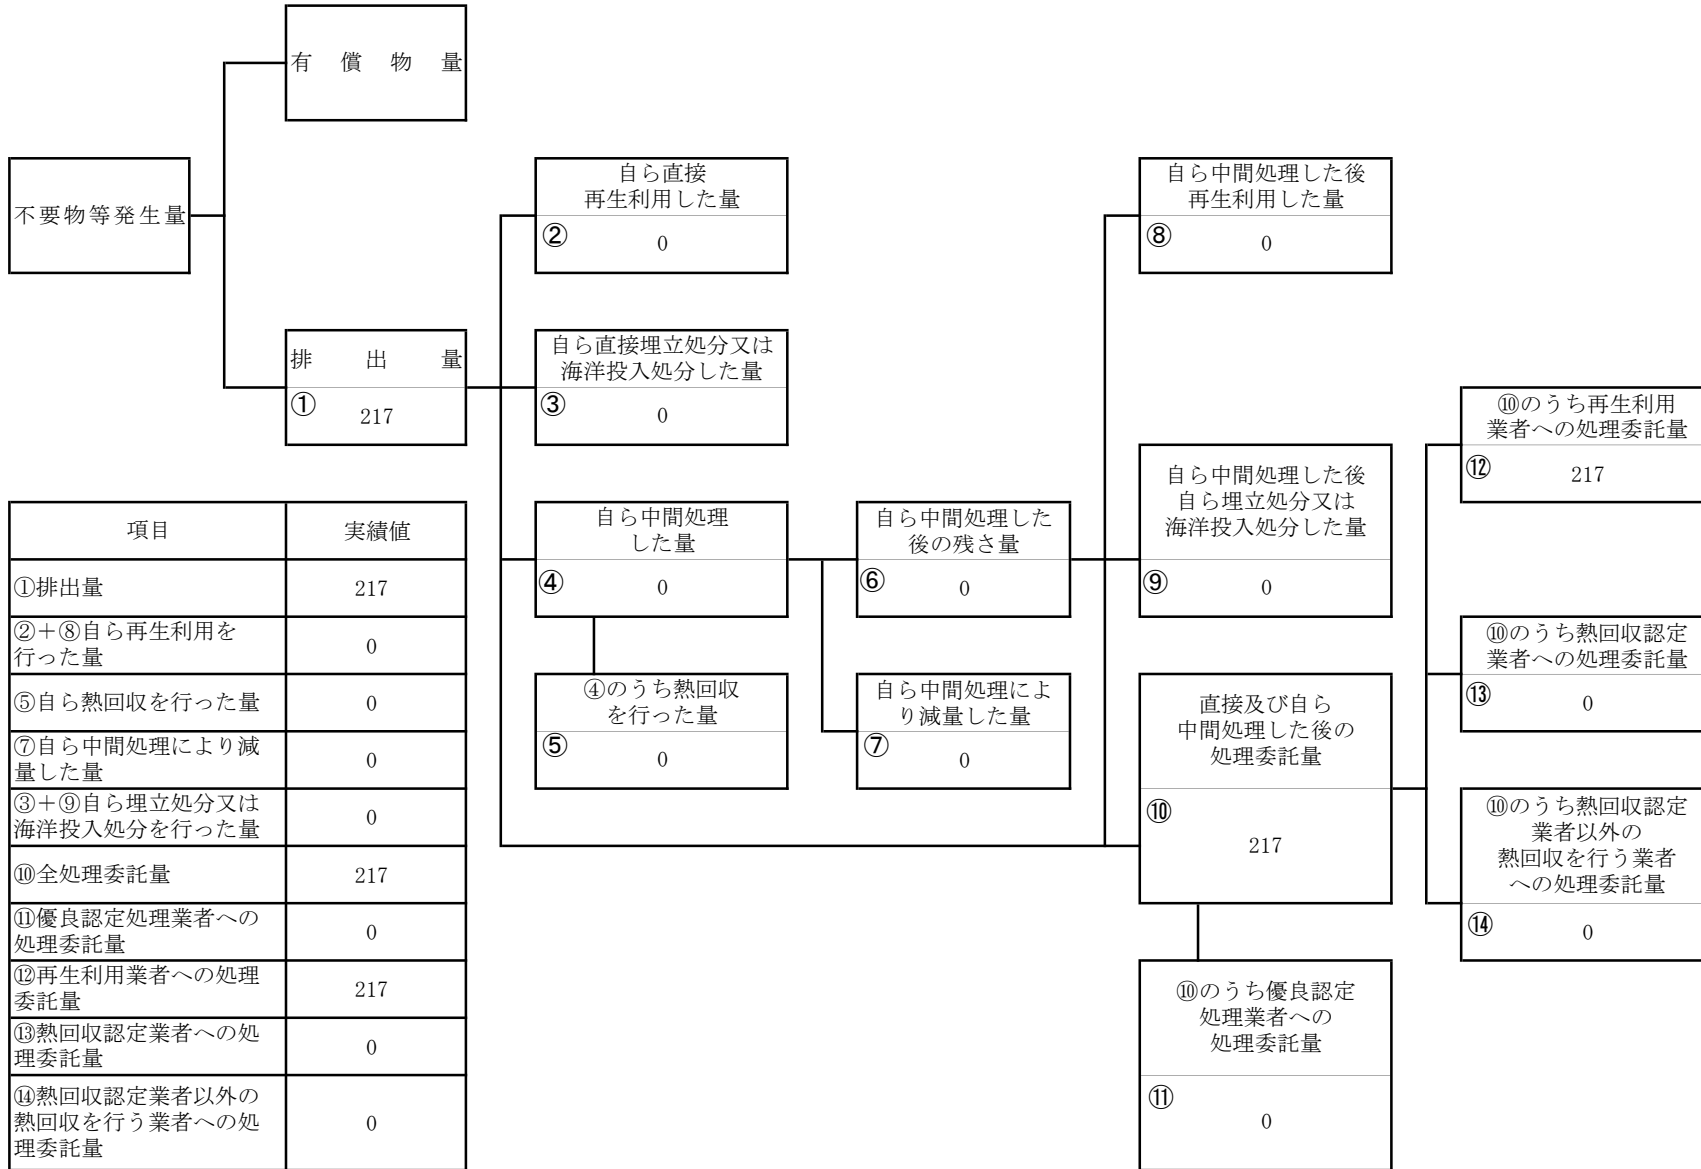 有償物量
不要物等発生量
排出量
①
217
自ら直接
再生利用した量
②
0
自ら直接埋立処分又は
海洋投入処分した量
③
0
自ら中間処理
した量
④
0
④のうち熱回収
を行った量
⑤
0
自ら中間処理した
後の残さ量
⑥
0
自ら中間処理によ
り減量した量
⑦
0
自ら中間処理した後
再生利用した量
⑧
0
自ら中間処理した後
自ら埋立処分又は
海洋投入処分した量
⑨
0
直接及び自ら
中間処理した後の
処理委託量
⑩
217
⑩のうち優良認定
処理業者への
処理委託量
⑪
0
⑩のうち再生利用
業者への処理委託量
⑫
217
⑩のうち熱回収認定
業者への処理委託量
⑬
0
⑩のうち熱回収認定
業者以外の
熱回収を行う業者
への処理委託量
⑭
0
項目
実績値
①排出量
217
②＋⑧自ら再生利用を
行った量
0
⑤自ら熱回収を行った量
0
⑦自ら中間処理により減
量した量
0
③＋⑨自ら埋立処分又は
海洋投入処分を行った量
0
⑩全処理委託量
217
⑪優良認定処理業者への
処理委託量
0
⑫再生利用業者への処理
委託量
217
⑬熱回収認定業者への処
理委託量
0
⑭熱回収認定業者以外の
熱回収を行う業者への処
理委託量
0